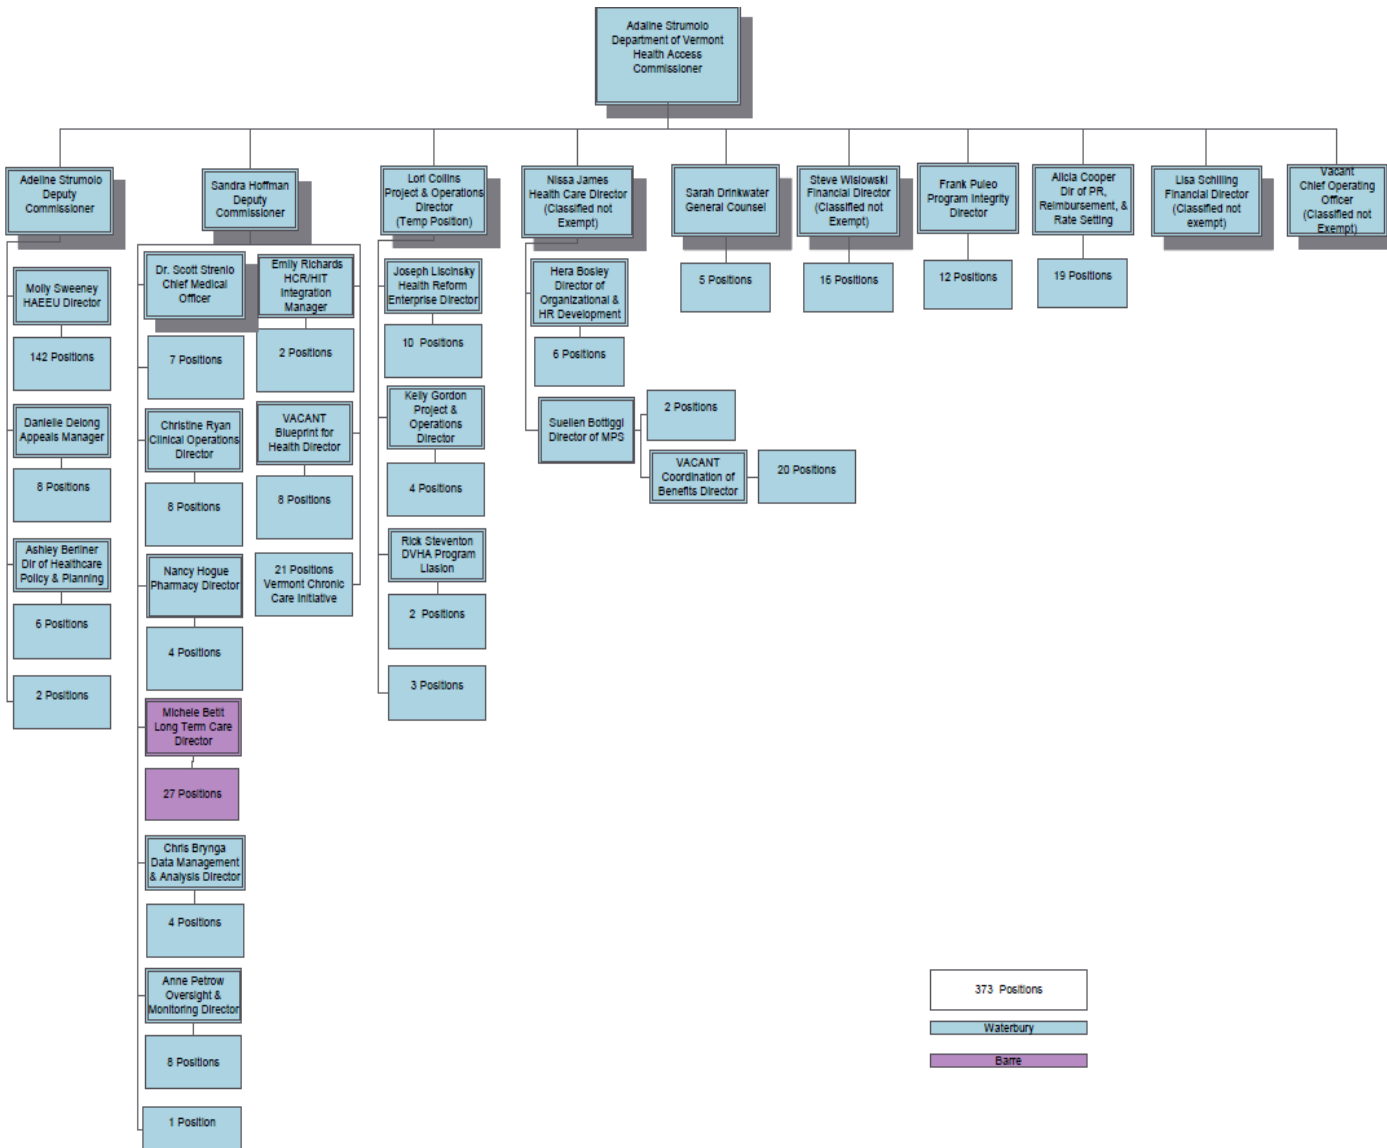 Adaline Strumolo
Department of Vermont
Health Access
Commissioner
Adeline Strumolo
Deputy
Commissioner
Molly Sweeney
HAEEU Director
142 Positions
Danielle Delong
Appeals Manager
8 Positions
Ashley Berliner
Dir of Healthcare
Policy & Planning
6 Positions
2 Positions
Sandra Hoffman
Deputy
Commissioner
Dr. Scott Strenio
Chief Medical
Officer
7 Positions
Christine Ryan
Clinical Operations
Director
8 Positions
Nancy Hogue
Pharmacy Director
4 Positions
Michele Betit
Long Term Care
Director
27 Positions
Chris Brynga
Data Management
& Analysis Director
4 Positions
Anne Petrow
Oversight &
Monitoring Director
8 Positions
1 Position
Emily Richards
HCR/HIT
Integration
Manager
2 Positions
VACANT
Blueprint for
Health Director
8 Positions
21 Positions
Vermont Chronic
Care Initiative
Lori Collins
Project & Operations
Director
(Temp Position)
Joseph Liscinsky
Health Reform
Enterprise Director
10 Positions
Kelly Gordon
Project &
Operations
Director
4 Positions
Rick Steventon
DVHA Program
Liasion
2 Positions
3 Positions
Nissa James
Health Care Director
(Classified not
Exempt)
Hera Bosley
Director of
Organizational &
HR Development
6 Positions
Suellen Bottiggi
Director of MPS
2 Positions
VACANT
Coordination of
Benefits Director
20 Positions
Sarah Drinkwater
General Counsel
5 Positions
Steve Wislowski
Financial Director
(Classified not
Exempt)
16 Positions
Frank Puleo
Program Integrity
Director
12 Positions
Alicia Cooper
Dir of PR,
Reimbursement, &
Rate Setting
19 Positions
Lisa Schilling
Financial Director
(Classified not
exempt)
Vacant
Chief Operating
Officer
(Classified not
Exempt)
373 Positions
Waterbury
Barre